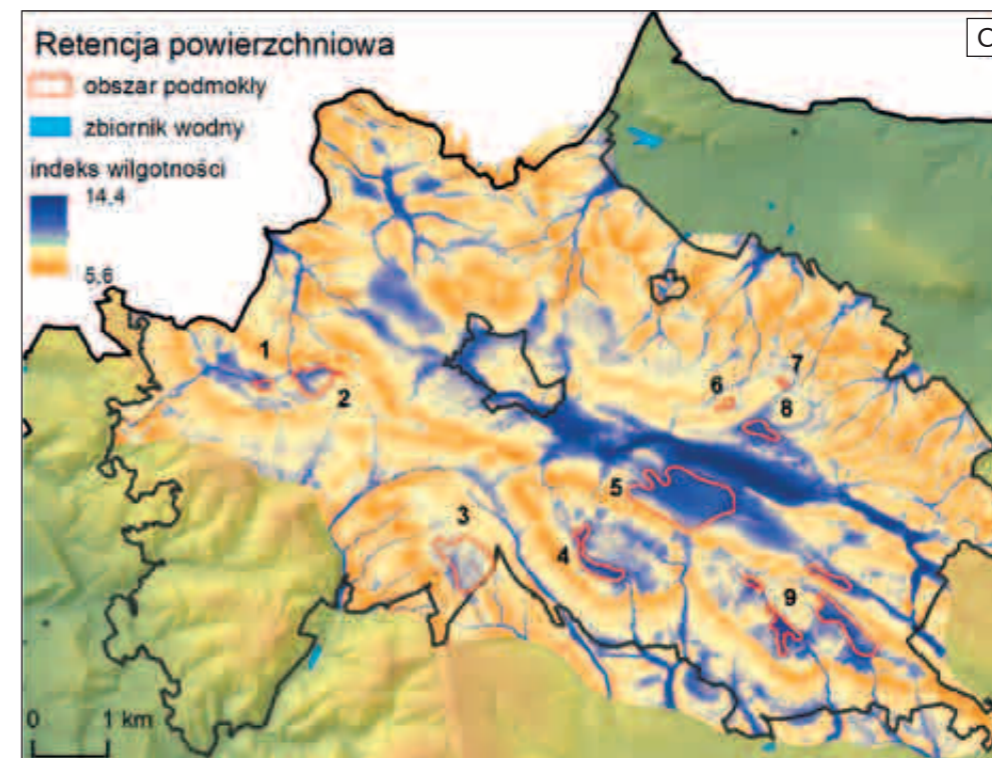 Retencja powierzchniowa
C
obszar podmokły
zbiornik wodny
indeks wilgotności
14.4
5.6
1
2
3
4
5
6
7
8
9
0 1 km